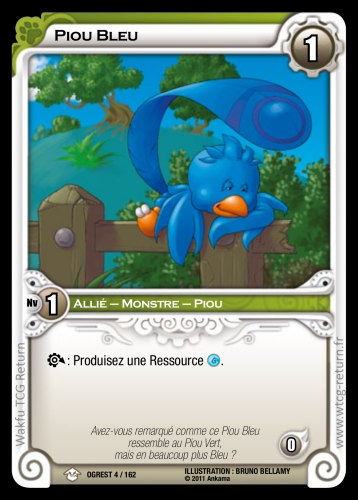 Piou Bleu
1
Nv 1 Allié – Monstre – Piou
: Produisez une Ressource .
Avez-vous remarqué comme ce Piou Bleu
ressemble au Piou Vert,
mais en beaucoup plus Bleu ?
0
OGREST 4 / 162
ILLUSTRATION : BRUNO BELLAMY
© 2011 Ankama
Wakfu TCG Return
www.wtcg-return.fr